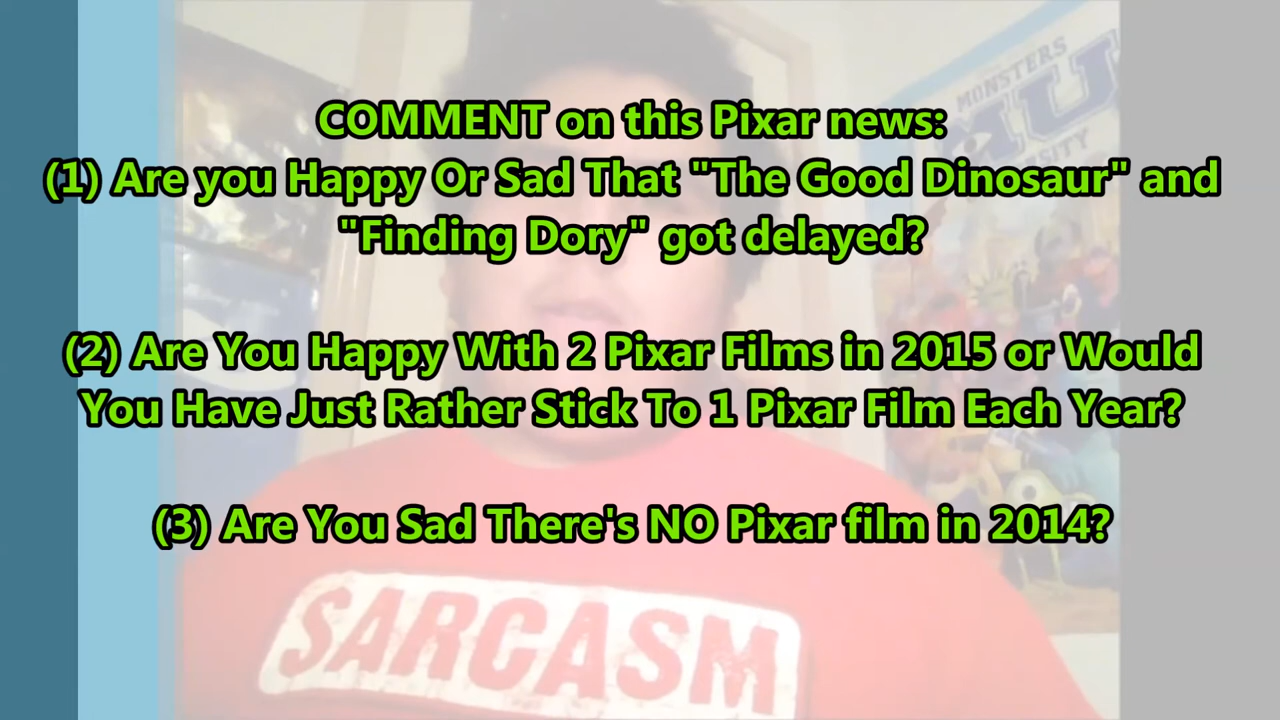 COMMENT on this Pixar news:
(1) Are you Happy Or Sad That "The Good Dinosaur" and
"Finding Dory" got delayed?
(2) Are You Happy With 2 Pixar Films in 2015 or Would
You Have Just Rather Stick To 1 Pixar Film Each Year?
(3) Are You Sad There's NO Pixar film in 2014?
MONSTERS
U
SARCASM